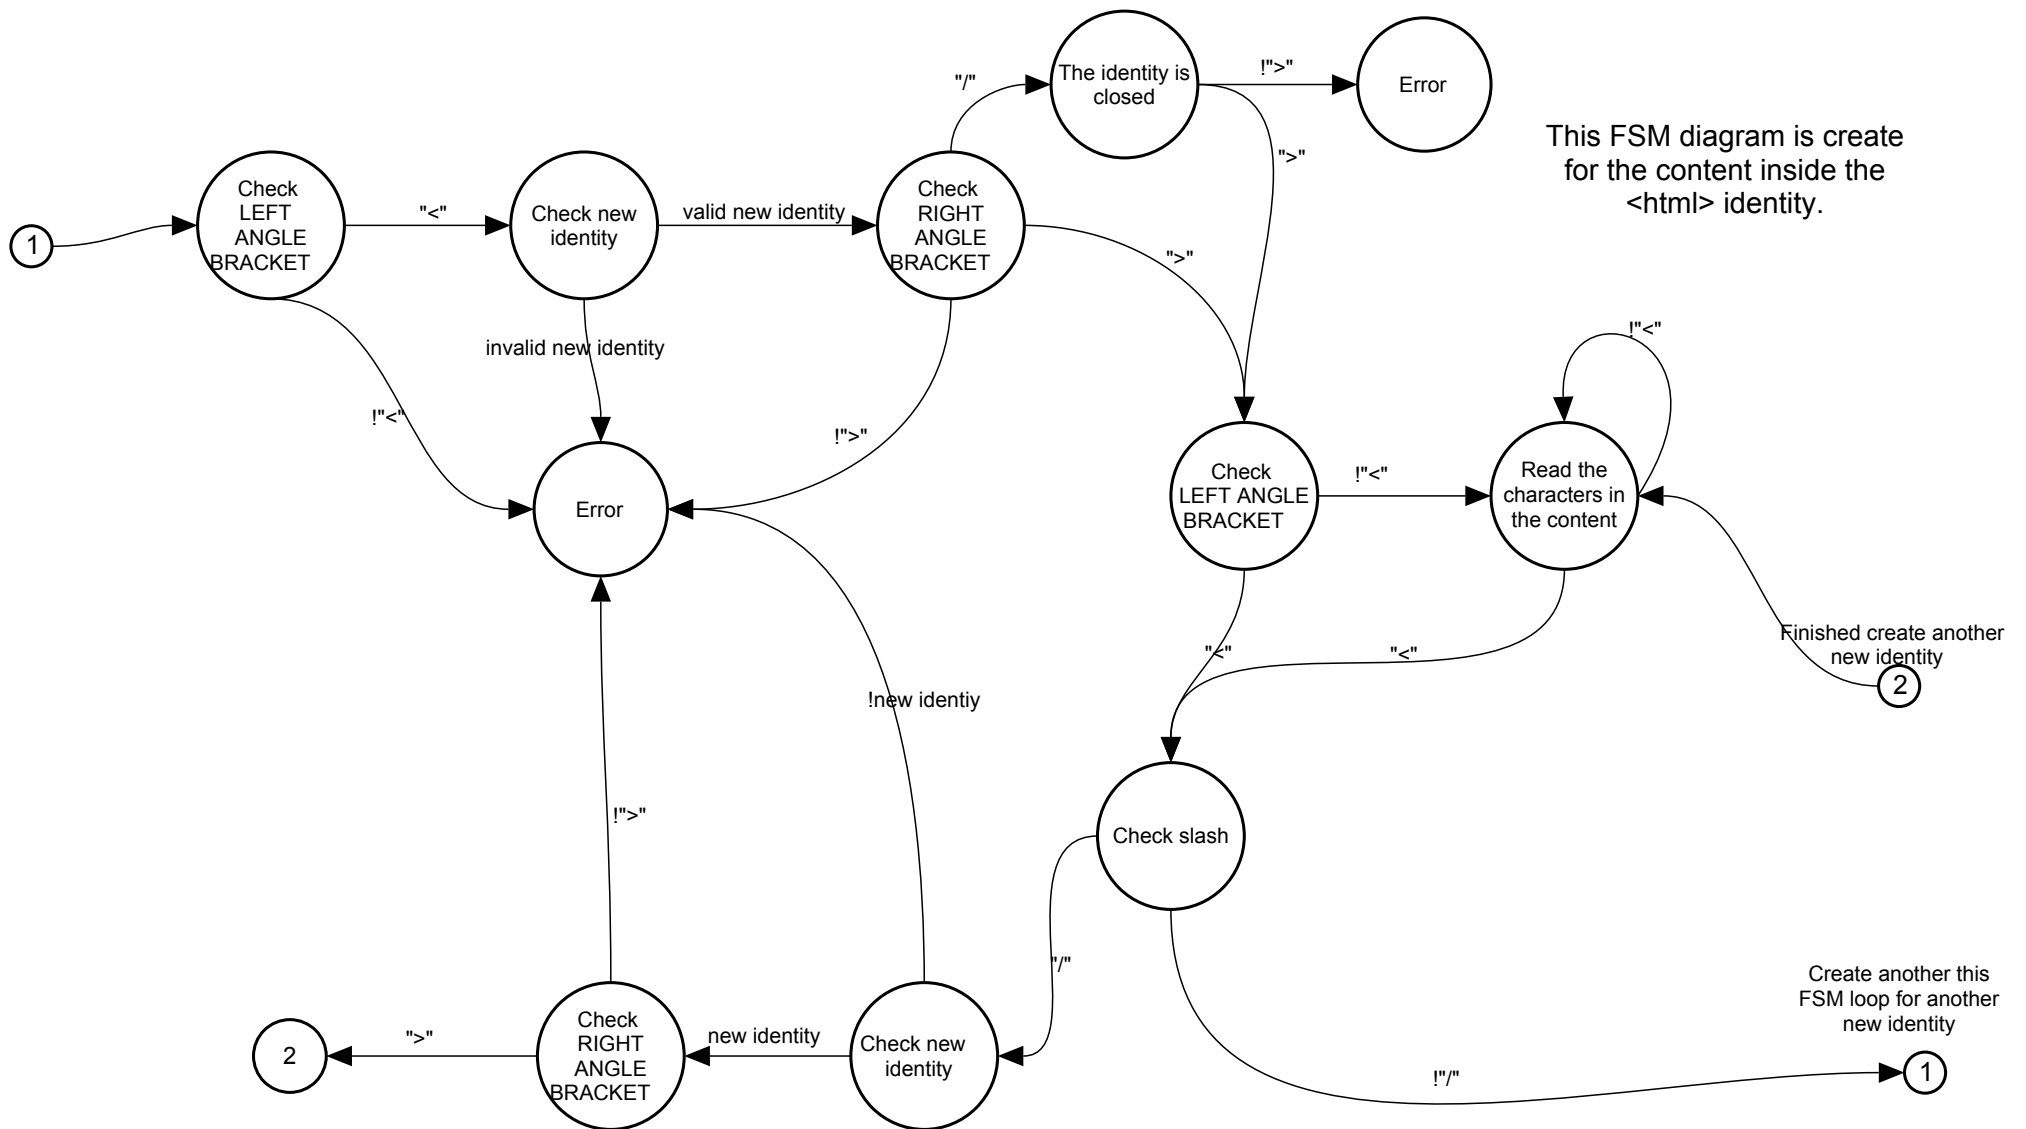 "/"
The identity is
closed
!">"
Error
This FSM diagram is create
for the content inside the
<html> identity.
">"
1
Check
LEFT
ANGLE
BRACKET
"<"
Check new
identity
valid new identity
Check
RIGHT
ANGLE
BRACKET
">"
invalid new identity
!"<"
!">"
Error
!"<"
Check
LEFT ANGLE
BRACKET
!"<"
Read the
characters in
the content
"<"
"<"
Finished create another
new identity
2
!new identiy
!">"
Check slash
"/"
Create another this
FSM loop for another
new identity
1
!"/"
2
">"
Check
RIGHT
ANGLE
BRACKET
new identity
Check new
identity